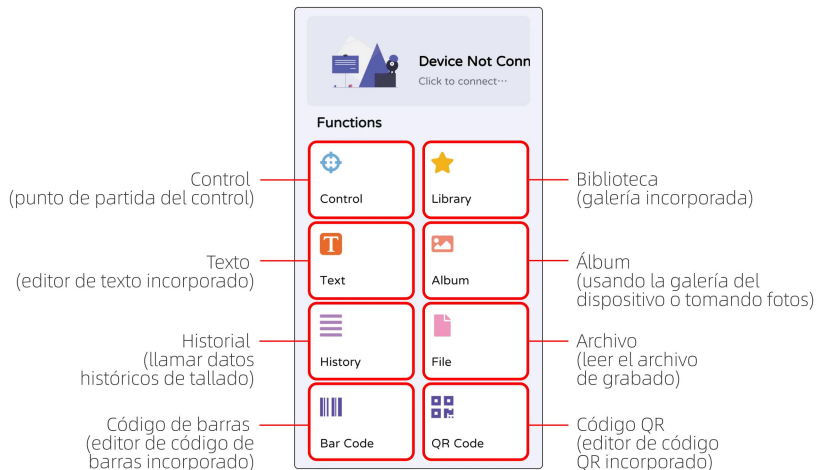 Device Not Conn
Click to connect···
Functions
Control
Library
Text
Album
History
File
Bar Code
QR Code
Control
(punto de partida del control)
Texto
(editor de texto incorporado)
Historial
(llamar datos
históricos de tallado)
Código de barras
(editor de código de
barras incorporado)
Biblioteca
(galería incorporada)
Álbum
(usando la galería del
dispositivo o tomando fotos)
Archivo
(leer el archivo
de grabado)
Código QR
(editor de código
QR incorporado)